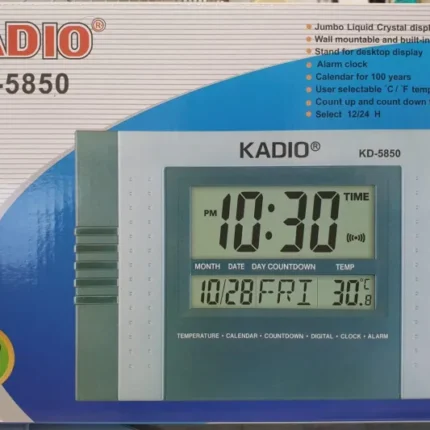 ADIO®
-5850
Jumbo Liquid Crystal displ
Wall mountable and built-in
Stand for desktop display
Alarm clock
Calendar for 100 years
User selectable °C / °F temp
Count up and count down
Select 12/24 H
KADIO® KD-5850
TIME
PM 10:30
MONTH DATE DAY COUNTDOWN TEMP
10/28 FRI 30.8 °C
TEMPERATURE • CALENDAR • COUNTDOWN • DIGITAL • CLOCK • ALARM